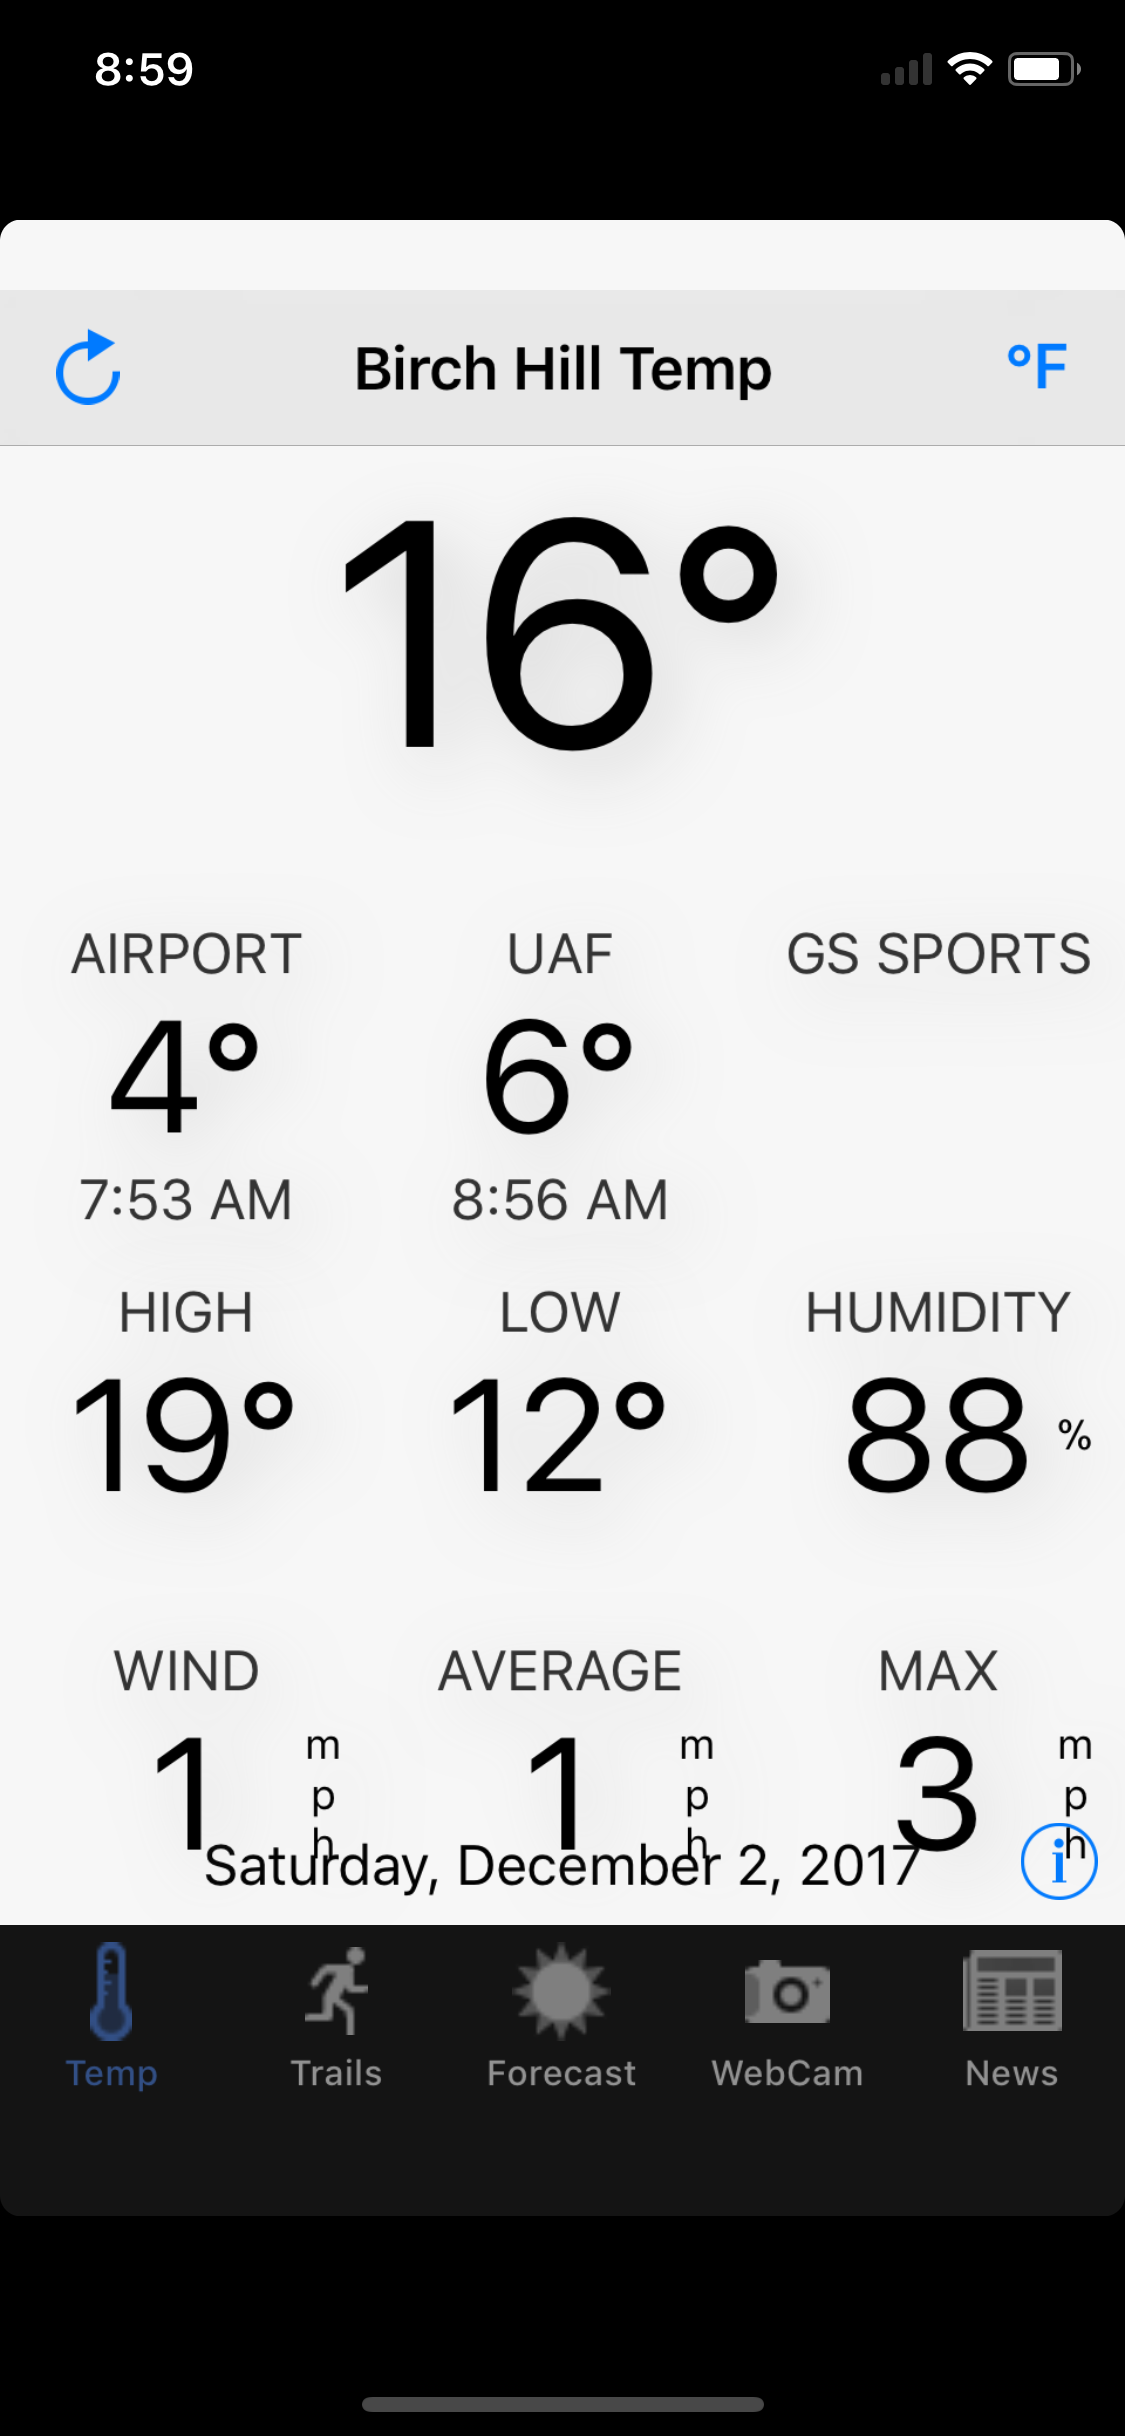 8:59
Birch Hill Temp
°F
16°
AIRPORT UAF GS SPORTS
4° 6°
7:53 AM 8:56 AM
HIGH LOW HUMIDITY
19° 12° 88 %
WIND AVERAGE MAX
1 mph 1 mph 3 mph
Saturday, December 2, 2017 i
Temp Trails Forecast WebCam News